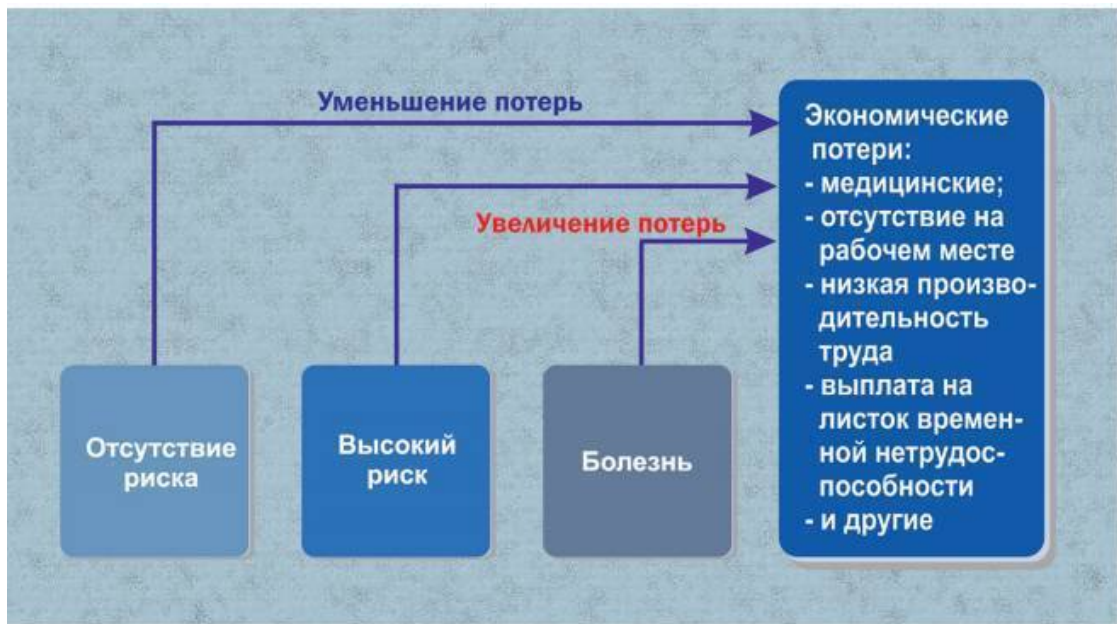 Уменьшение потерь
Увеличение потерь
Отсутствие
риска
Высокий
риск
Болезнь
Экономические
потери:
- медицинские;
- отсутствие на
рабочем месте
- низкая произво-
дительность
труда
- выплата на
листок времен-
ной нетрудос-
пособности
- и другие